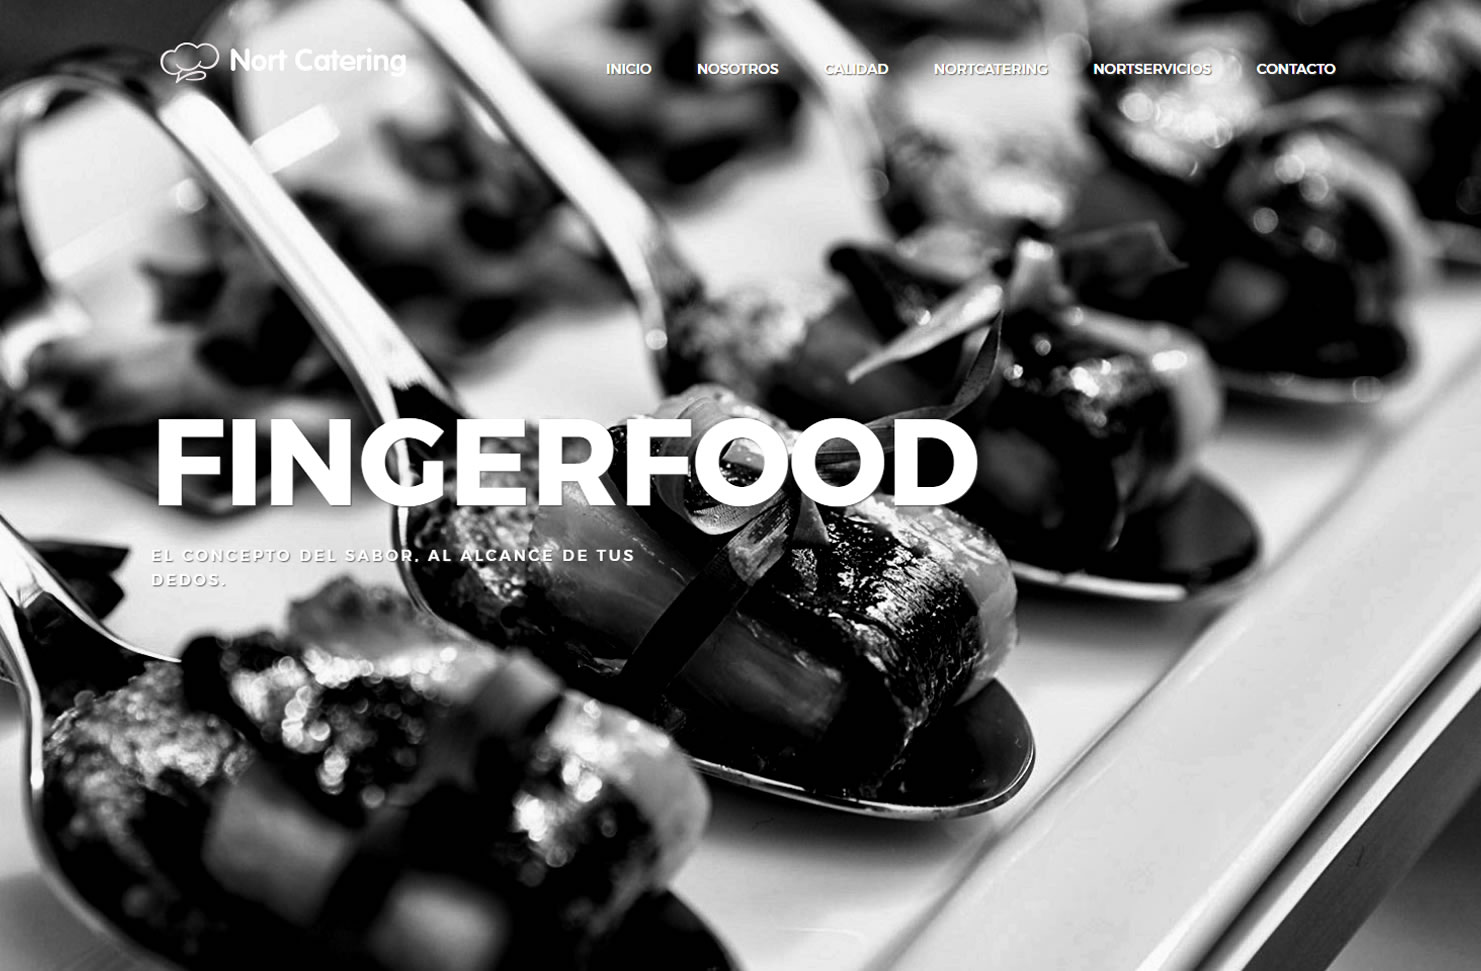 Nort Catering
INICIO NOSOTROS CALIDAD NORTCATERING NORTSERVICIOS CONTACTO
FINGERFOOD
EL CONCEPTO DEL SABOR, AL ALCANCE DE TUS
DEDOS.